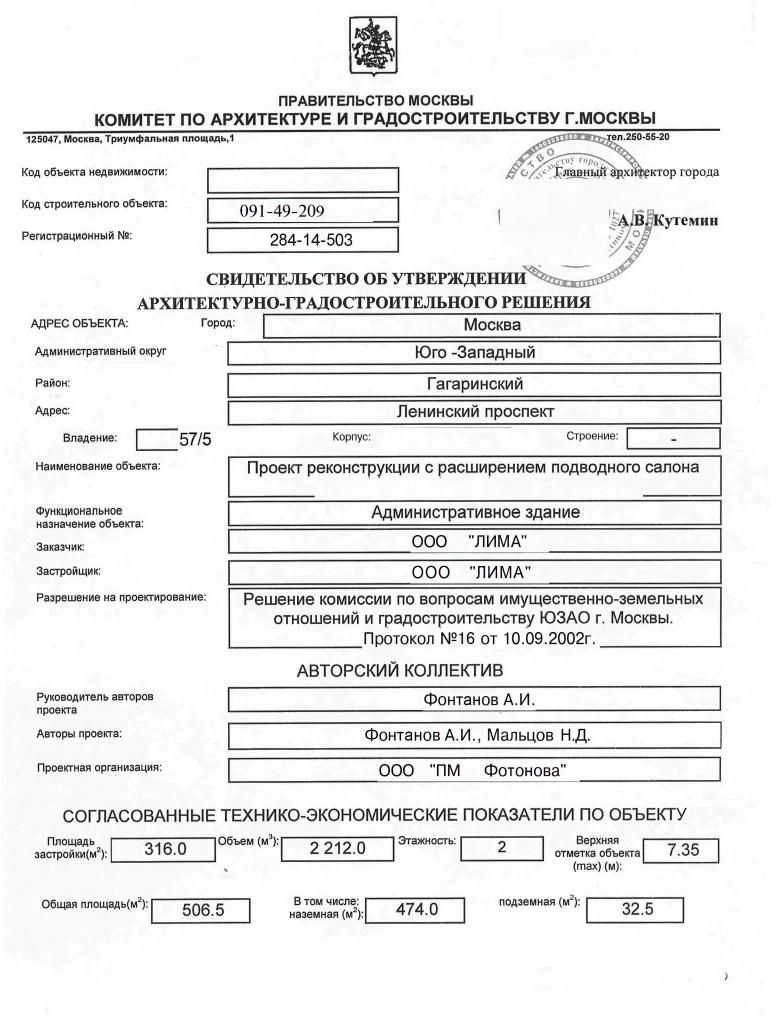 ПРАВИТЕЛЬСТВО МОСКВЫ
КОМИТЕТ ПО АРХИТЕКТУРЕ И ГРАДОСТРОИТЕЛЬСТВУ Г.МОСКВЫ
125047, Москва, Триумфальная площадь,1 тел.250-55-20
Код объекта недвижимости:
Главный архитектор города
Код строительного объекта: 091-49-209
А.В. Кутемин
Регистрационный №: 284-14-503
СВИДЕТЕЛЬСТВО ОБ УТВЕРЖДЕНИИ
АРХИТЕКТУРНО-ГРАДОСТРОИТЕЛЬНОГО РЕШЕНИЯ
АДРЕС ОБЪЕКТА: Город: Москва
Административный округ Юго -Западный
Район: Гагаринский
Адрес: Ленинский проспект
Владение: 57/5 Корпус: Строение: -
Наименование объекта: Проект реконструкции с расширением подводного салона
Функциональное
назначение объекта: Административное здание
Заказчик: ООО "ЛИМА"
Застройщик: ООО "ЛИМА"
Разрешение на проектирование: Решение комиссии по вопросам имущественно-земельных
отношений и градостроительству ЮЗАО г. Москвы.
Протокол №16 от 10.09.2002г.
АВТОРСКИЙ КОЛЛЕКТИВ
Руководитель авторов
проекта Фонтанов А.И.
Авторы проекта: Фонтанов А.И., Мальцов Н.Д.
Проектная организация: ООО "ПМ Фотонова"
СОГЛАСОВАННЫЕ ТЕХНИКО-ЭКОНОМИЧЕСКИЕ ПОКАЗАТЕЛИ ПО ОБЪЕКТУ
Площадь
застройки(м²): 316.0 Объем (м³): 2 212.0 Этажность: 2 Верхняя
отметка объекта
(max) (м): 7.35
Общая площадь(м²): 506.5 В том числе:
наземная (м²): 474.0 подземная (м²): 32.5